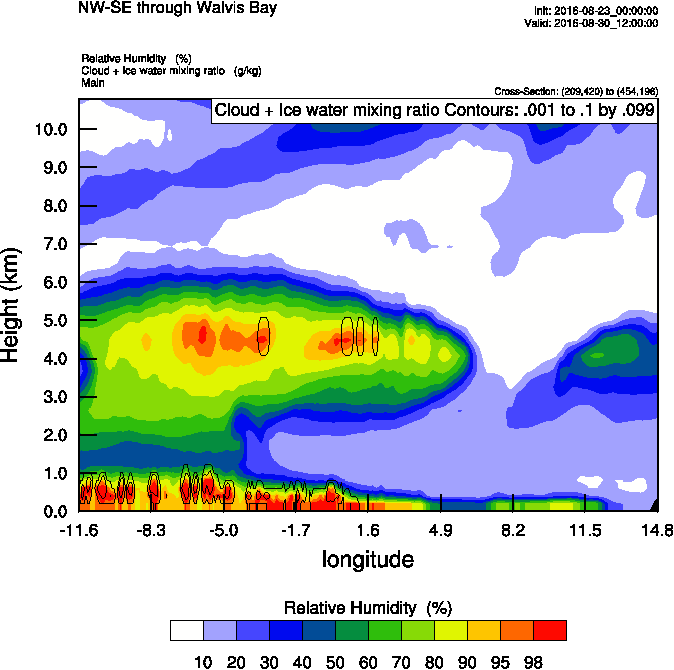 NW-SE through Walvis Bay
Init: 2016-08-23_00:00:00
Valid: 2016-08-30_12:00:00
Relative Humidity (%)
Cloud + Ice water mixing ratio (g/kg)
Main
Cross-Section: (209,420) to (454,196)
Cloud + Ice water mixing ratio Contours: .001 to .1 by .099
10.0
9.0
8.0
7.0
6.0
5.0
4.0
3.0
2.0
1.0
0.0
Height (km)
-11.6 -8.3 -5.0 -1.7 1.6 4.9 8.2 11.5 14.8
longitude
Relative Humidity (%)
10 20 30 40 50 60 70 80 90 95 98